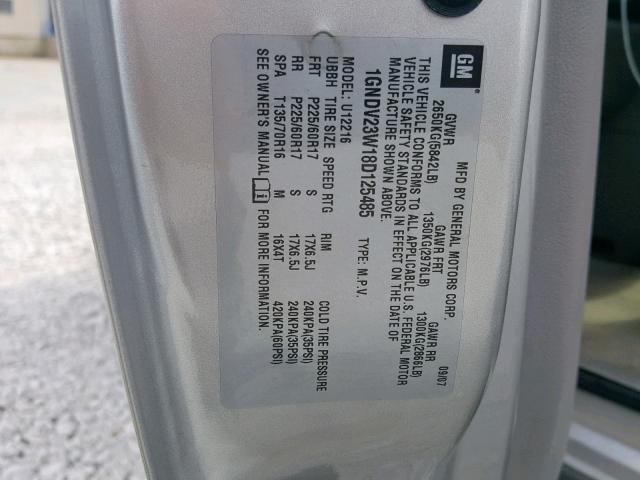 GM
MFD BY GENERAL MOTORS CORP. 09/07
GVWR GAWR FRT GAWR RR
2650KG(5842LB) 1350KG(2976LB) 1300KG(2866LB)
THIS VEHICLE CONFORMS TO ALL APPLICABLE U.S. FEDERAL MOTOR
VEHICLE SAFETY STANDARDS IN EFFECT ON THE DATE OF
MANUFACTURE SHOWN ABOVE.
1GNDV23W18D125485 TYPE: M.P.V.
MODEL: U12216
UBBH TIRE SIZE SPEED RTG RIM COLD TIRE PRESSURE
FRT P225/60R17 S 17X6.5J 240KPA(35PSI)
RR P225/60R17 S 17X6.5J 240KPA(35PSI)
SPA T135/70R16 M 16X4T 420KPA(60PSI)
SEE OWNER'S MANUAL FOR MORE INFORMATION.